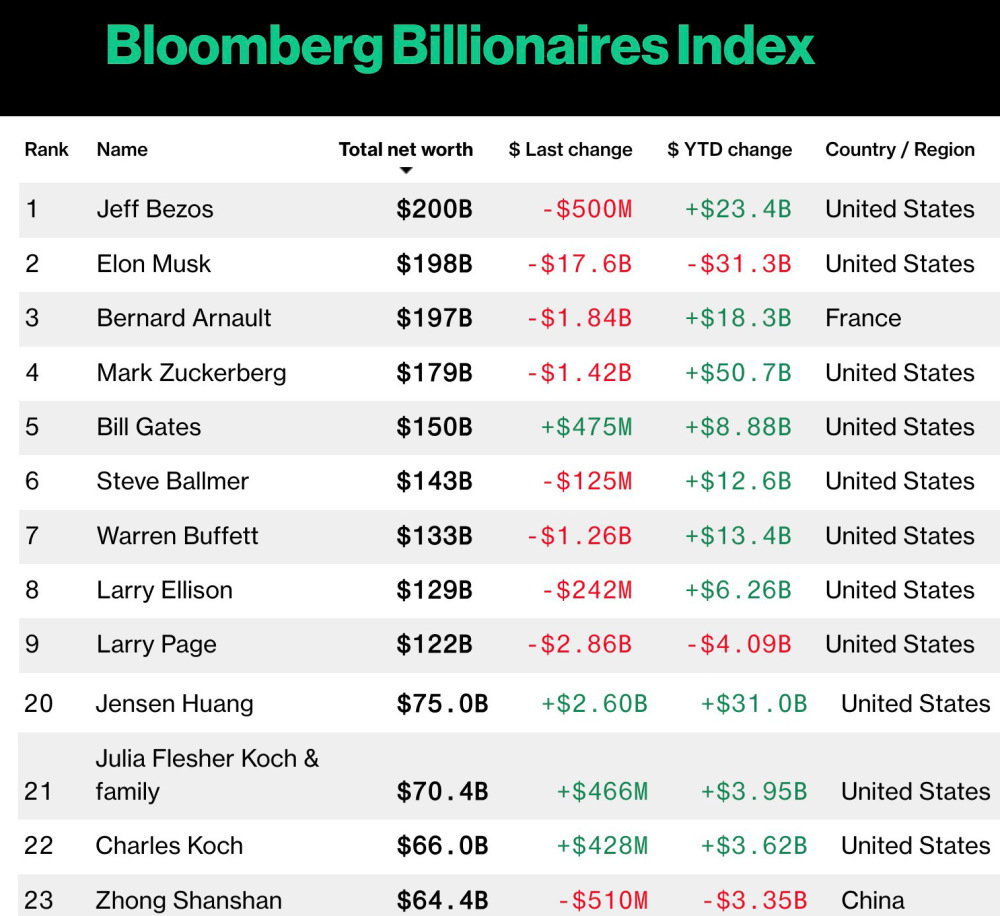 Bloomberg Billionaires Index
Rank Name Total net worth $ Last change $ YTD change Country / Region
1 Jeff Bezos $200B -$500M +$23.4B United States
2 Elon Musk $198B -$17.6B -$31.3B United States
3 Bernard Arnault $197B -$1.84B +$18.3B France
4 Mark Zuckerberg $179B -$1.42B +$50.7B United States
5 Bill Gates $150B +$475M +$8.88B United States
6 Steve Ballmer $143B -$125M +$12.6B United States
7 Warren Buffett $133B -$1.26B +$13.4B United States
8 Larry Ellison $129B -$242M +$6.26B United States
9 Larry Page $122B -$2.86B -$4.09B United States
20 Jensen Huang $75.0B +$2.60B +$31.0B United States
Julia Flesher Koch &
21 family $70.4B +$466M +$3.95B United States
22 Charles Koch $66.0B +$428M +$3.62B United States
23 Zhong Shanshan $64.4B -$510M -$3.35B China